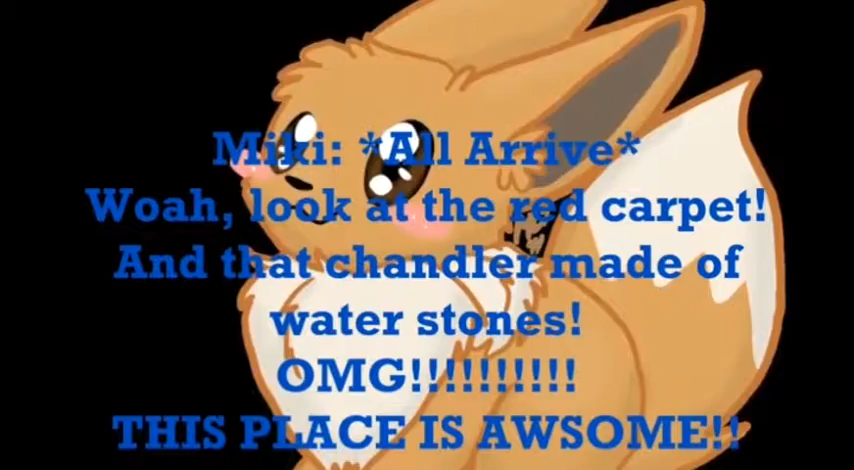 Miki: *All Arrive*
Woah, look at the red carpet!
And that chandler made of
water stones!
OMG!!!!!!!!!!
THIS PLACE IS AWSOME!!